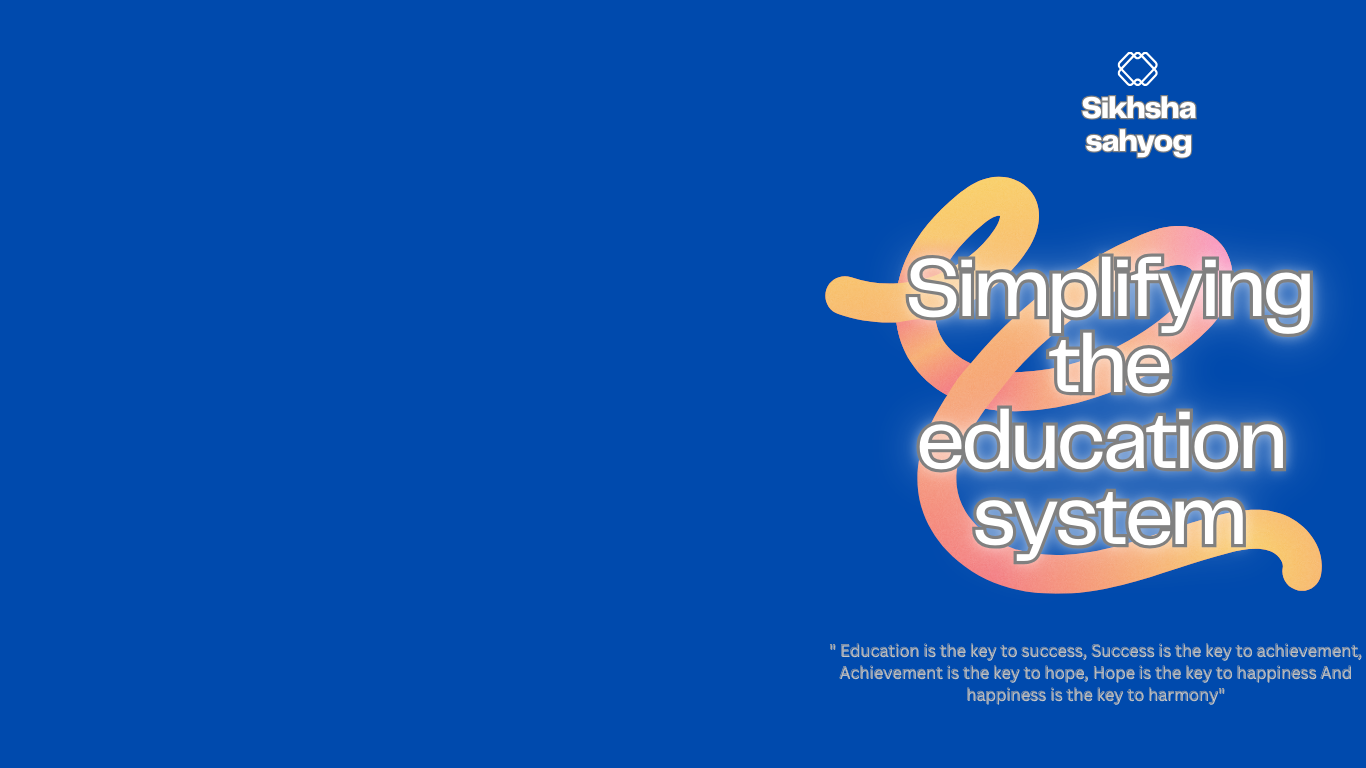 Sikhsha
sahyog
Simplifying
the
education
system
" Education is the key to success, Success is the key to achievement,
Achievement is the key to hope, Hope is the key to happiness And
happiness is the key to harmony"